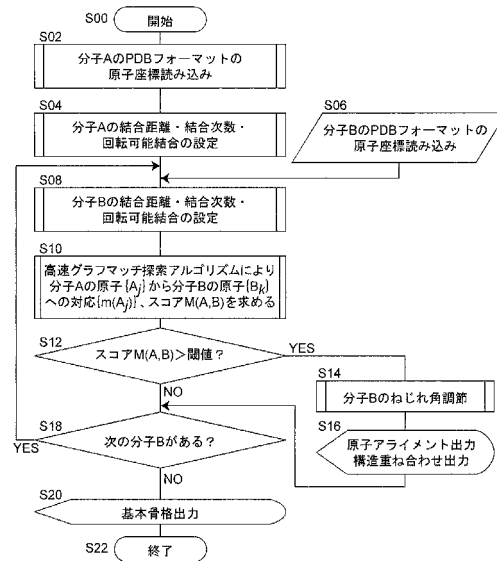 S00
開始
S02
分子AのPDBフォーマットの
原子座標読み込み
S04
分子Aの結合距離・結合次数・
回転可能結合の設定
S06
分子BのPDBフォーマットの
原子座標読み込み
S08
分子Bの結合距離・結合次数・
回転可能結合の設定
S10
高速グラフマッチ探索アルゴリズムにより
分子Aの原子{Aj}から分子Bの原子{Bk}
への対応{m(Aj)}、スコアM(A,B)を求める
S12
スコアM(A,B)>閾値?
YES
NO
S14
分子Bのねじれ角調節
S16
原子アライメント出力
構造重ね合わせ出力
S18
次の分子Bがある?
YES
NO
S20
基本骨格出力
S22
終了